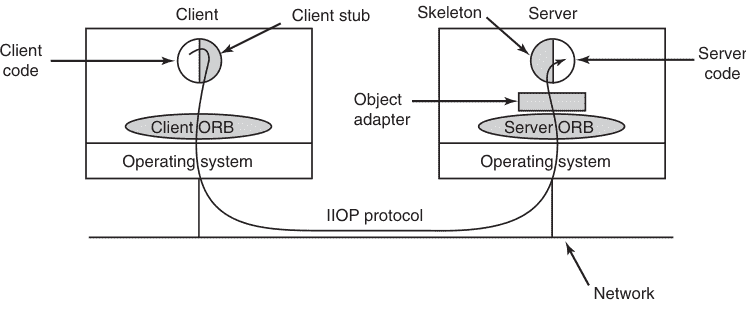 Client
Client stub
Skeleton
Server
Client
code
Server
code
Object
adapter
Client ORB
Server ORB
Operating system
Operating system
IIOP protocol
Network